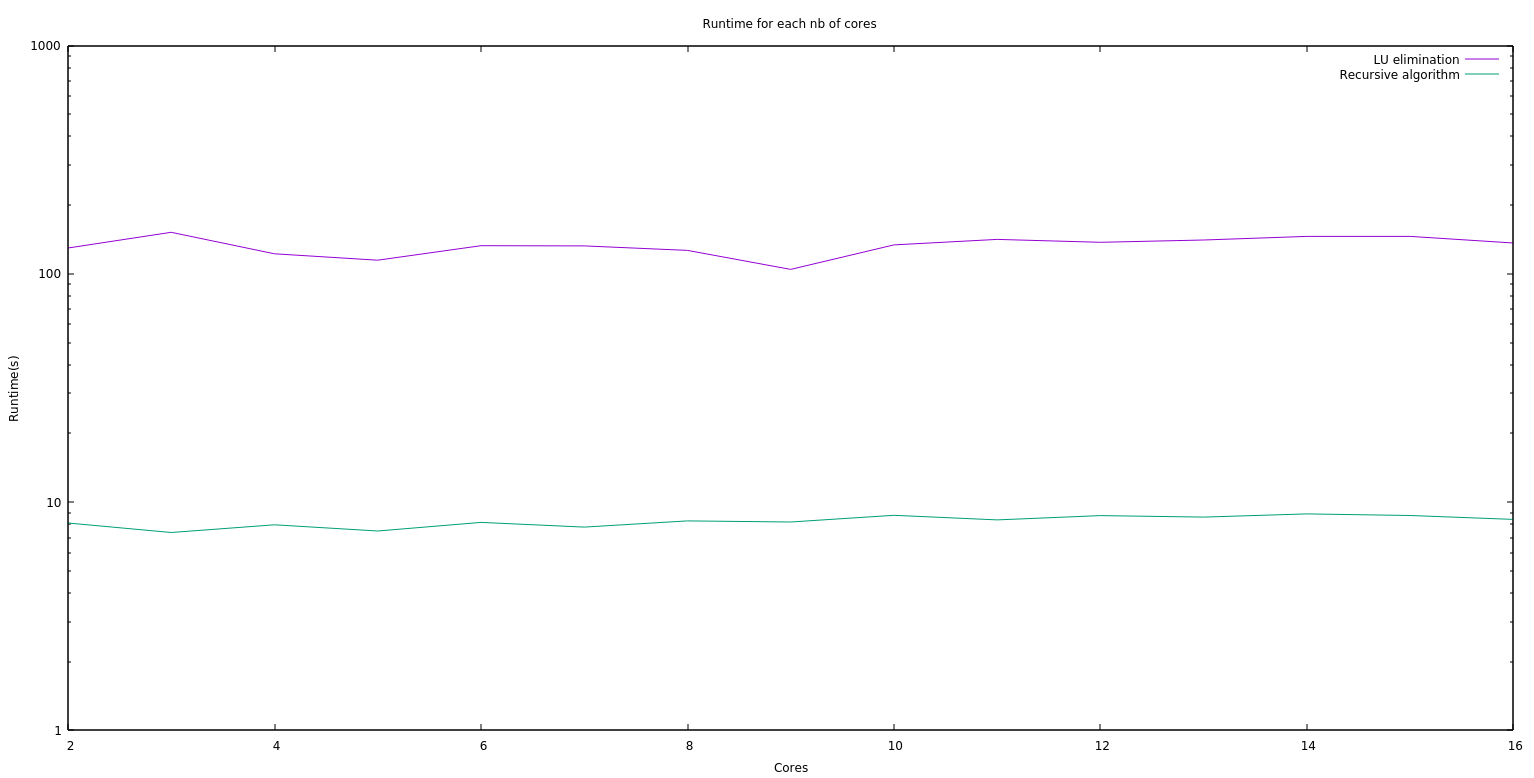 Runtime for each nb of cores
1000
LU elimination
Recursive algorithm
100
Runtime(s)
10
1
2 4 6 8 10 12 14 16
Cores